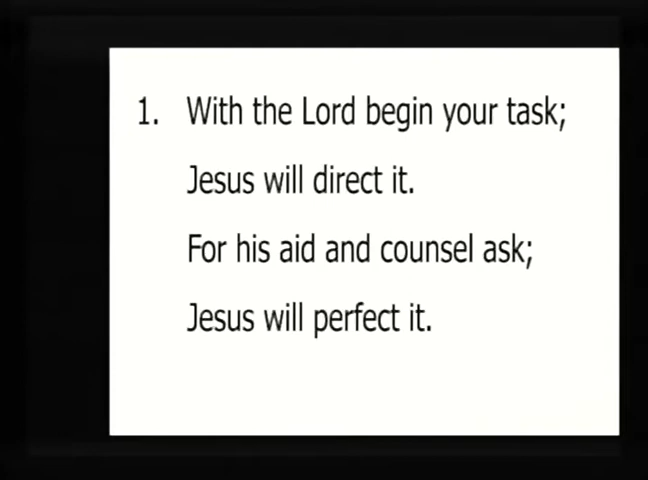 1. With the Lord begin your task;
Jesus will direct it.
For his aid and counsel ask;
Jesus will perfect it.